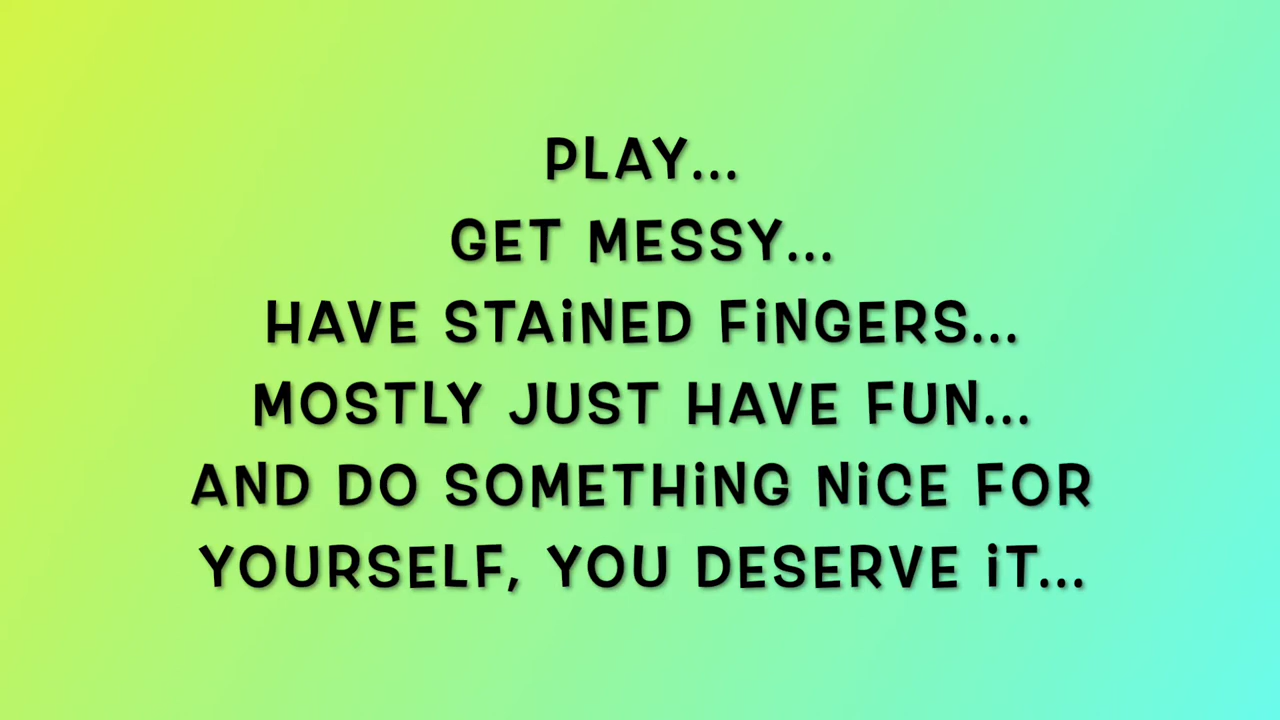 PLAY...
GET MESSY...
HAVE STAiNED FiNGERS...
MOSTLY JUST HAVE FUN...
AND DO SOMETHiNG NiCE FOR
YOURSELF, YOU DESERVE iT...